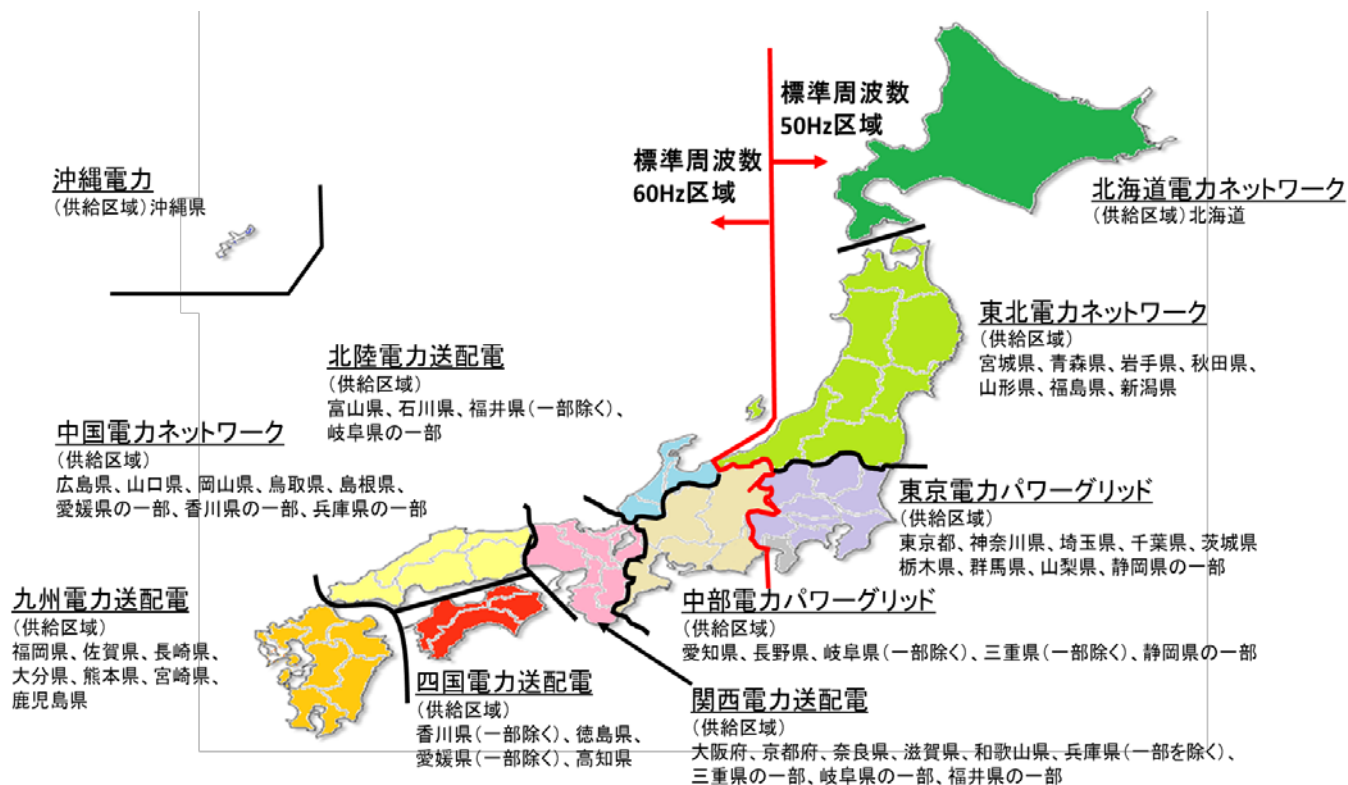 標準周波数
50Hz区域
標準周波数
60Hz区域
沖縄電力
(供給区域)沖縄県
北海道電力ネットワーク
(供給区域)北海道
東北電力ネットワーク
(供給区域)
宮城県、青森県、岩手県、秋田県、
山形県、福島県、新潟県
北陸電力送配電
(供給区域)
富山県、石川県、福井県(一部除く)、
岐阜県の一部
中国電力ネットワーク
(供給区域)
広島県、山口県、岡山県、鳥取県、島根県、
愛媛県の一部、香川県の一部、兵庫県の一部
東京電力パワーグリッド
(供給区域)
東京都、神奈川県、埼玉県、千葉県、茨城県
栃木県、群馬県、山梨県、静岡県の一部
九州電力送配電
(供給区域)
福岡県、佐賀県、長崎県、
大分県、熊本県、宮崎県、
鹿児島県
中部電力パワーグリッド
(供給区域)
愛知県、長野県、岐阜県(一部除く)、三重県(一部除く)、静岡県の一部
四国電力送配電
(供給区域)
香川県(一部除く)、徳島県、
愛媛県(一部除く)、高知県
関西電力送配電
(供給区域)
大阪府、京都府、奈良県、滋賀県、和歌山県、兵庫県(一部を除く)、
三重県の一部、岐阜県の一部、福井県の一部